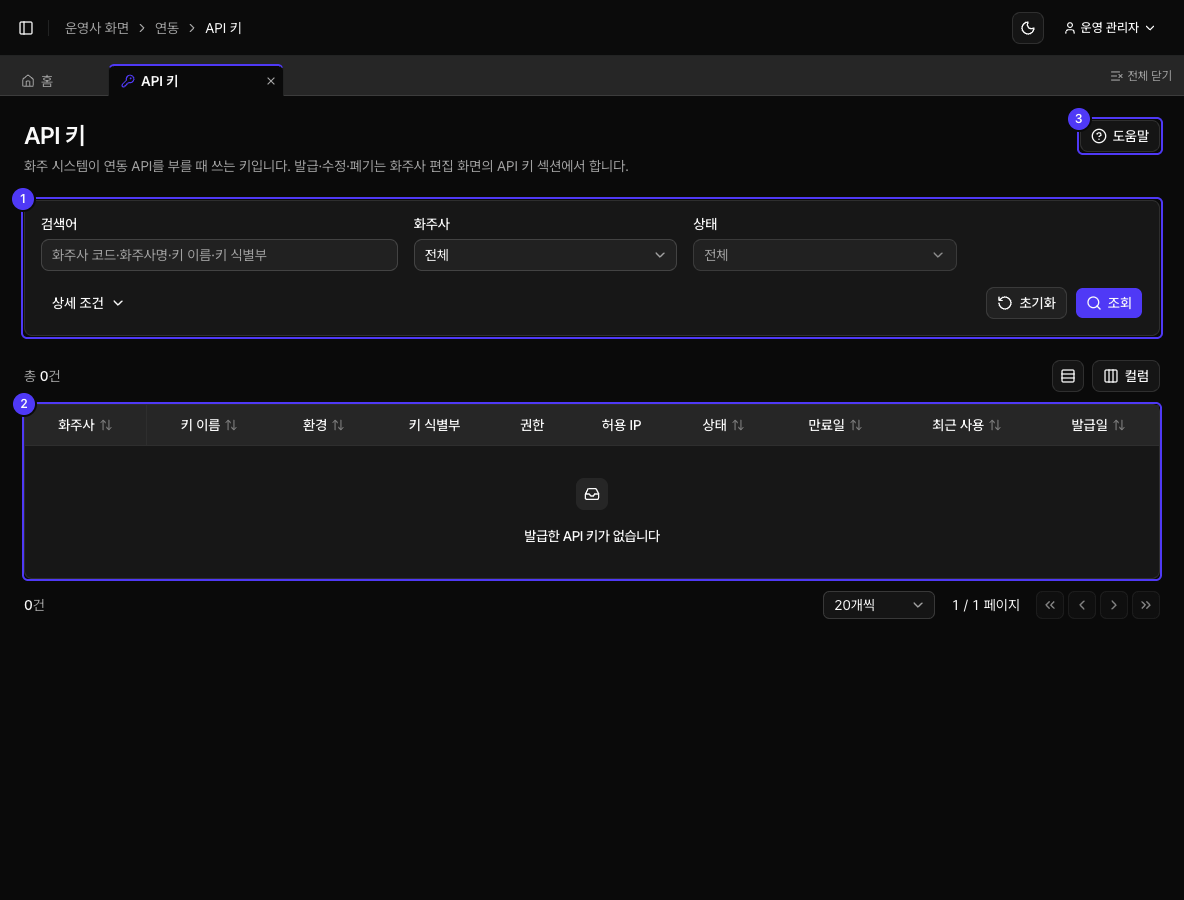 운영사 화면 > 연동 > API 키
운영 관리자
홈
API 키
전체 닫기
API 키
화주 시스템이 연동 API를 부를 때 쓰는 키입니다. 발급·수정·폐기는 화주사 편집 화면의 API 키 섹션에서 합니다.
3
도움말
1
검색어 화주사 상태
화주사 코드·화주사명·키 이름·키 식별부 전체 전체
상세 조건 초기화 조회
총 0건 컬럼
2
화주사 키 이름 환경 키 식별부 권한 허용 IP 상태 만료일 최근 사용 발급일
발급한 API 키가 없습니다
0건 20개씩 1 / 1 페이지